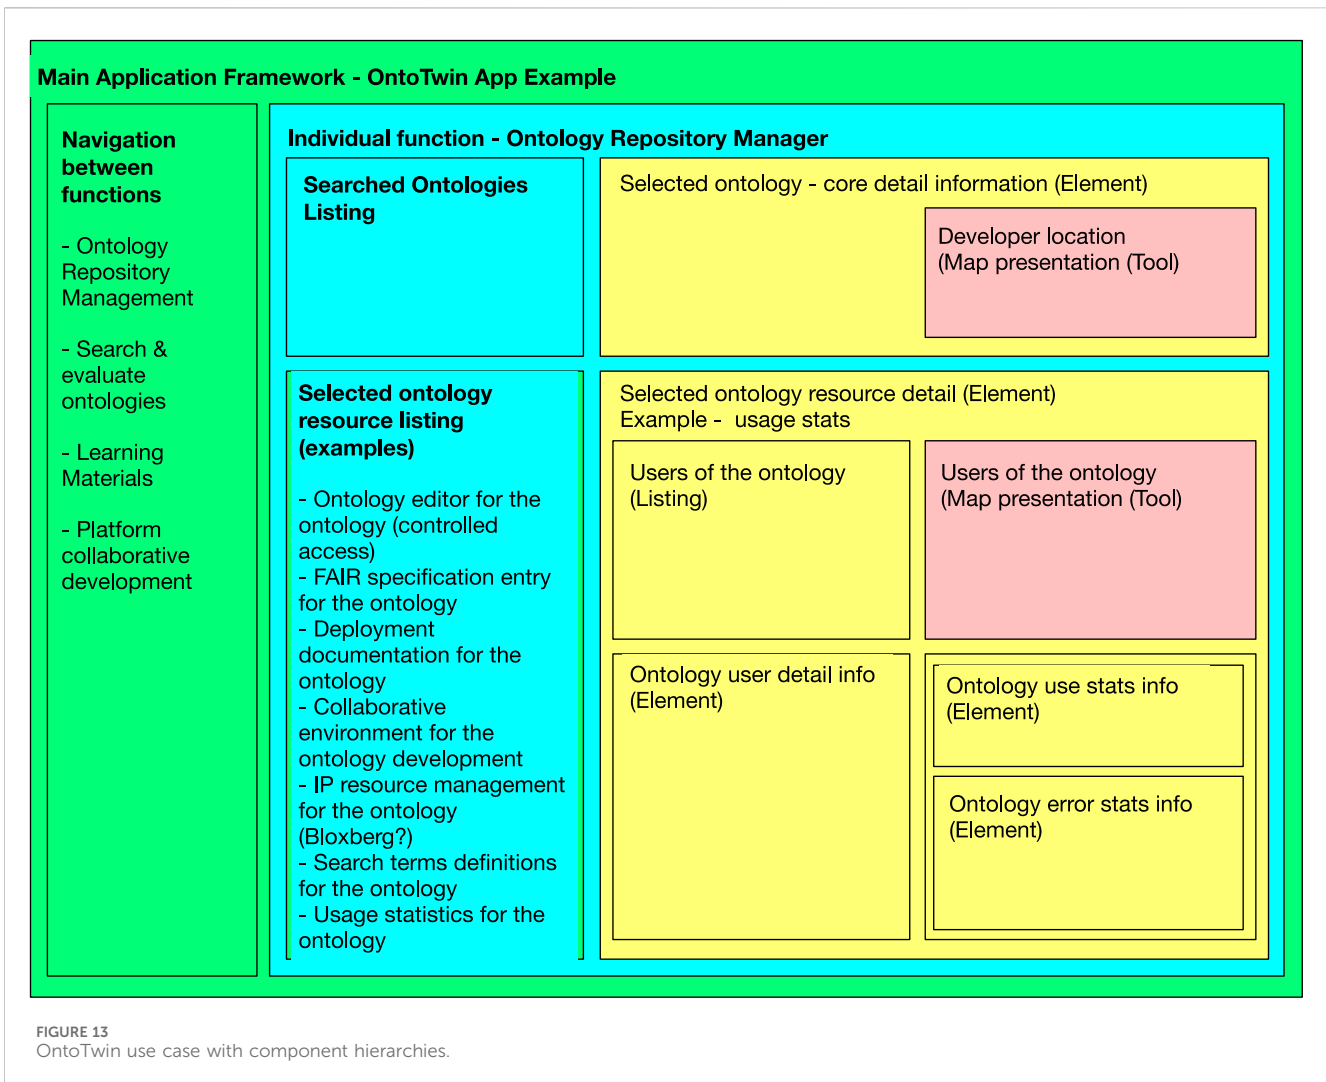 Main Application Framework - OntoTwin App Example
Navigation
between
functions
- Ontology
Repository
Management
- Search &
evaluate
ontologies
- Learning
Materials
- Platform
collaborative
development
Individual function - Ontology Repository Manager
Searched Ontologies
Listing
Selected ontology - core detail information (Element)
Developer location
(Map presentation (Tool)
Selected ontology
resource listing
(examples)
- Ontology editor for the
ontology (controlled
access)
- FAIR specification entry
for the ontology
- Deployment
documentation for the
ontology
- Collaborative
environment for the
ontology development
- IP resource management
for the ontology
(Bloxberg?)
- Search terms definitions
for the ontology
- Usage statistics for the
ontology
Selected ontology resource detail (Element)
Example -  usage stats
Users of the ontology
(Listing)
Users of the ontology
(Map presentation (Tool)
Ontology user detail info
(Element)
Ontology use stats info
(Element)
Ontology error stats info
(Element)
FIGURE 13
OntoTwin use case with component hierarchies.